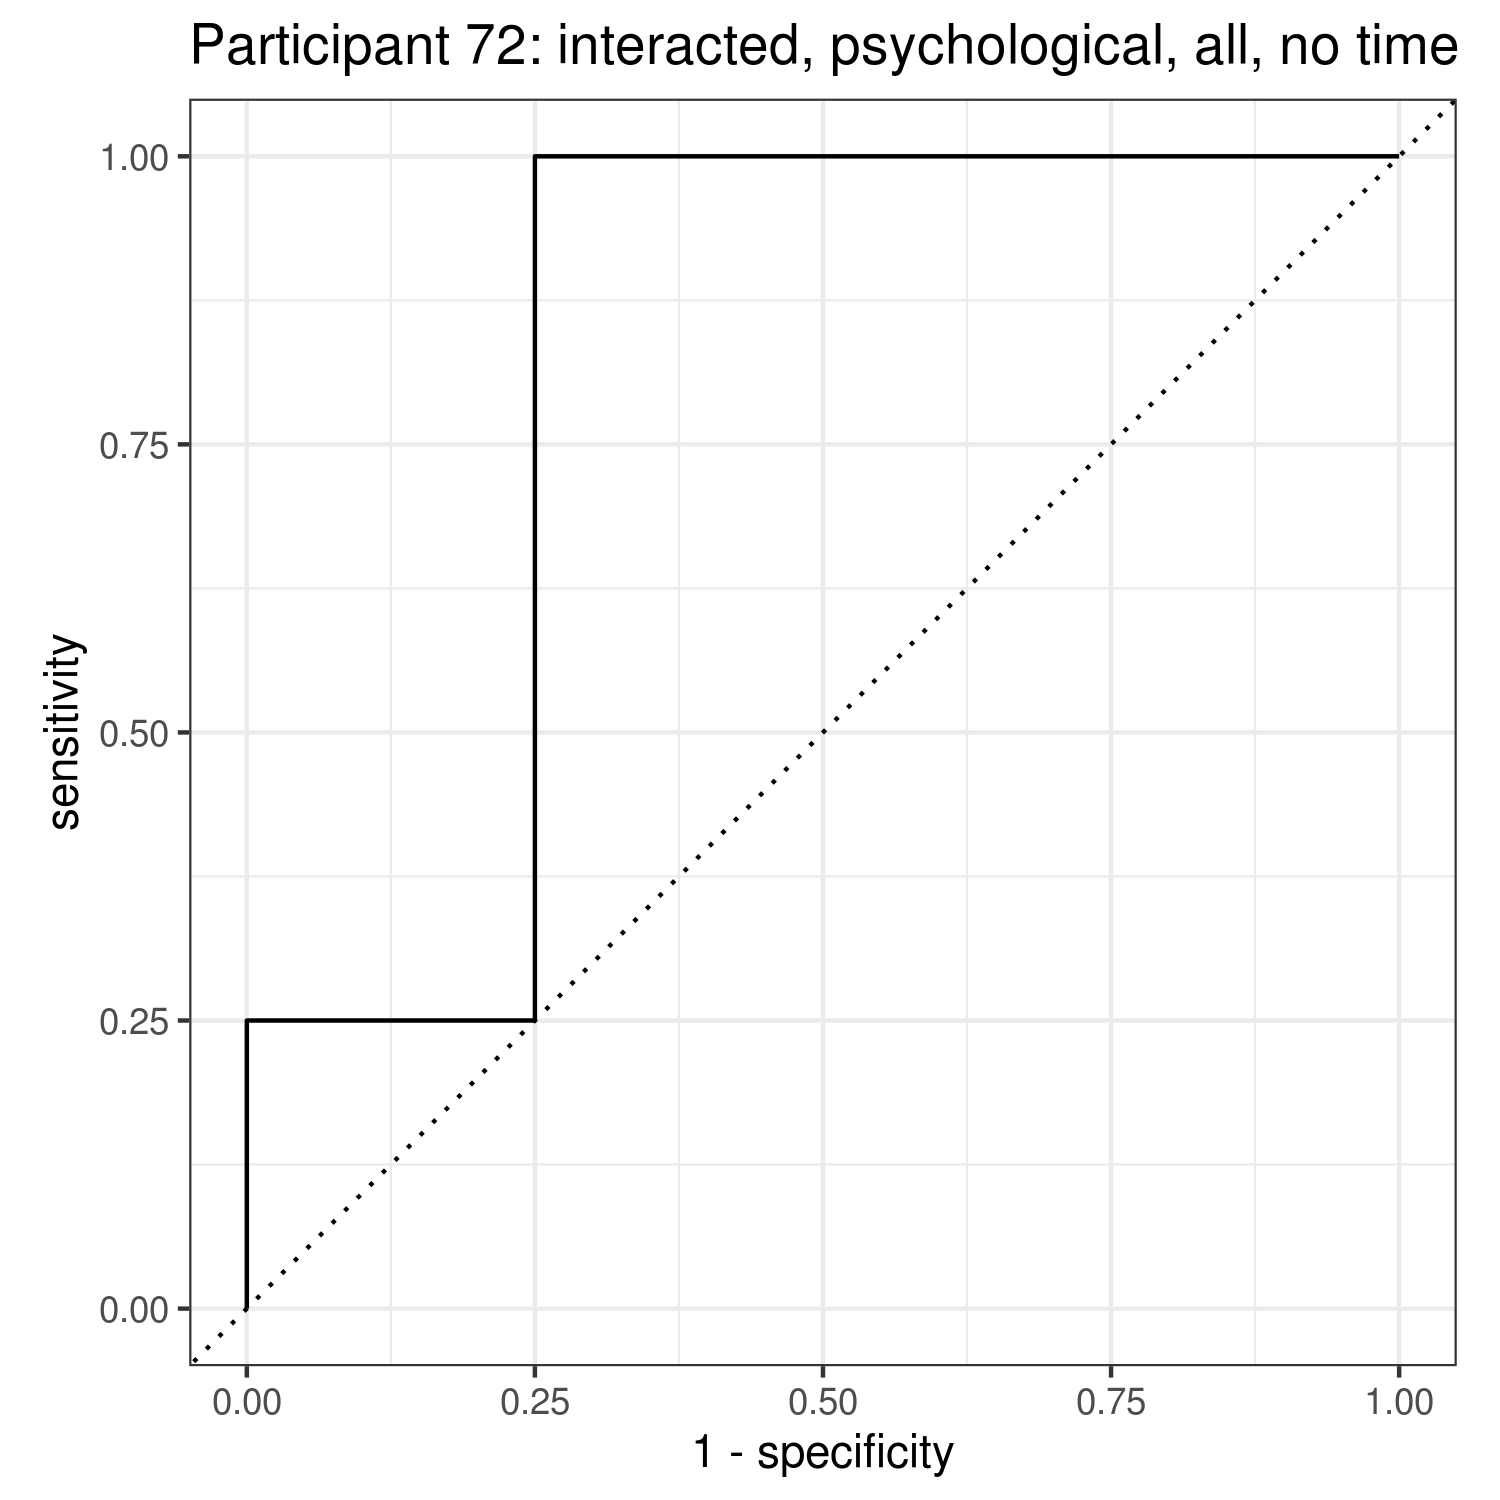 Participant 72: interacted, psychological, all, no time
1.00
0.75
0.50
0.25
0.00
sensitivity
0.00 0.25 0.50 0.75 1.00
1 - specificity